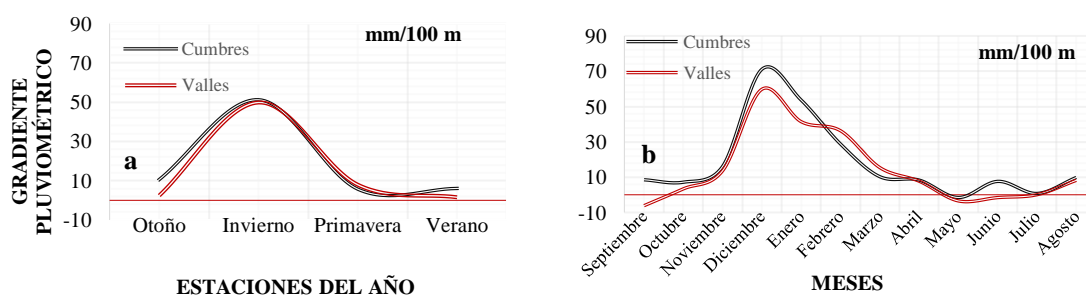 GRADIENTE
PLUVIOMÉTRICO
90
70
50
30
10
-10
mm/100 m
Cumbres
Valles
a
Otoño Invierno Primavera Verano
ESTACIONES DEL AÑO
90
70
50
30
10
-10
mm/100 m
Cumbres
Valles
b
Septiembre
Octubre
Noviembre
Diciembre
Enero
Febrero
Marzo
Abril
Mayo
Junio
Julio
Agosto
MESES